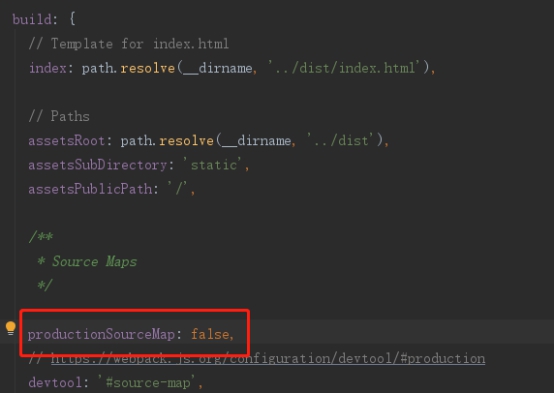 build: {
// Template for index.html
index: path.resolve(__dirname, '../dist/index.html'),
// Paths
assetsRoot: path.resolve(__dirname, '../dist'),
assetsSubDirectory: 'static',
assetsPublicPath: '/',
/**
* Source Maps
*/
productionSourceMap: false,
// https://webpack.js.org/configuration/devtool/#production
devtool: '#source-map',